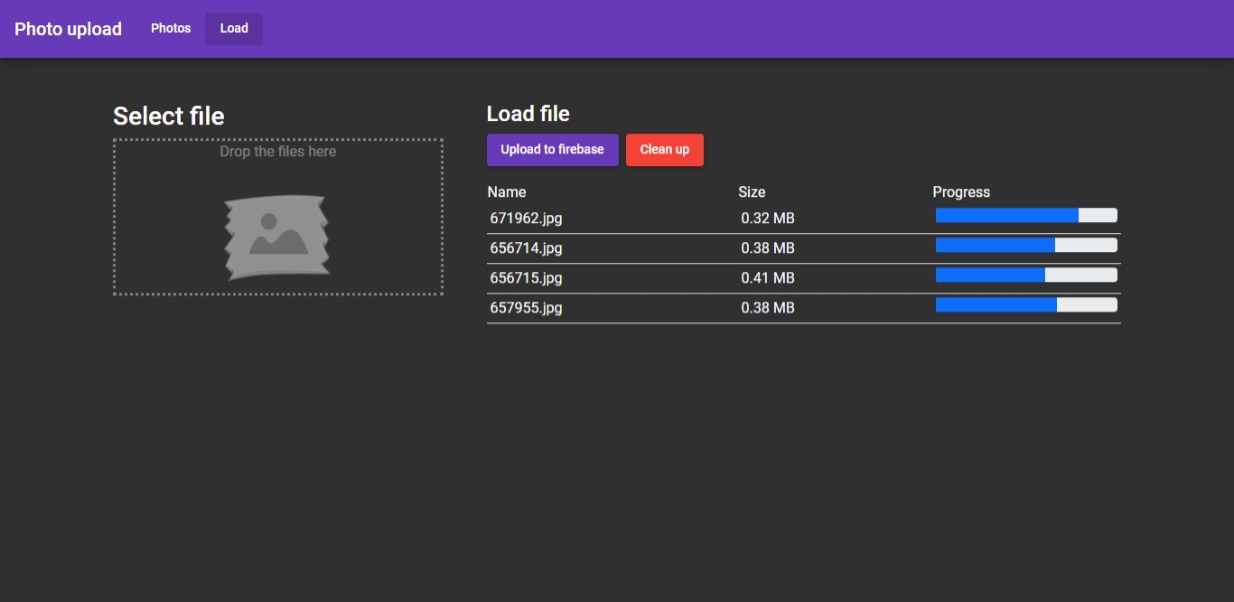 Photo upload Photos Load
Select file
Drop the files here
Load file
Upload to firebase Clean up
Name Size Progress
671962.jpg 0.32 MB
656714.jpg 0.38 MB
656715.jpg 0.41 MB
657955.jpg 0.38 MB